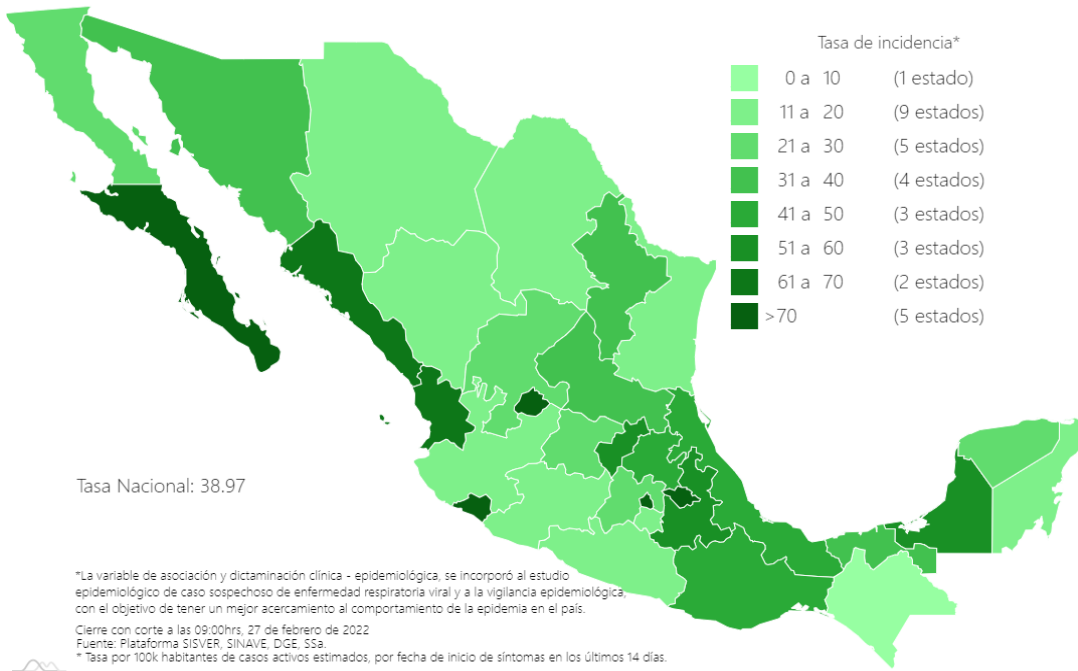 Tasa de incidencia*
0 a 10 (1 estado)
11 a 20 (9 estados)
21 a 30 (5 estados)
31 a 40 (4 estados)
41 a 50 (3 estados)
51 a 60 (3 estados)
61 a 70 (2 estados)
>70 (5 estados)
Tasa Nacional: 38.97
*La variable de asociación y dictaminación clínica - epidemiológica, se incorporó al estudio
epidemiológico de caso sospechoso de enfermedad respiratoria viral y a la vigilancia epidemiológica,
con el objetivo de tener un mejor acercamiento al comportamiento de la epidemia en el país.
Cierre con corte a las 09:00hrs, 27 de febrero de 2022
Fuente: Plataforma SISVER, SINAVE, DGE, SSa.
* Tasa por 100k habitantes de casos activos estimados, por fecha de inicio de síntomas en los últimos 14 días.